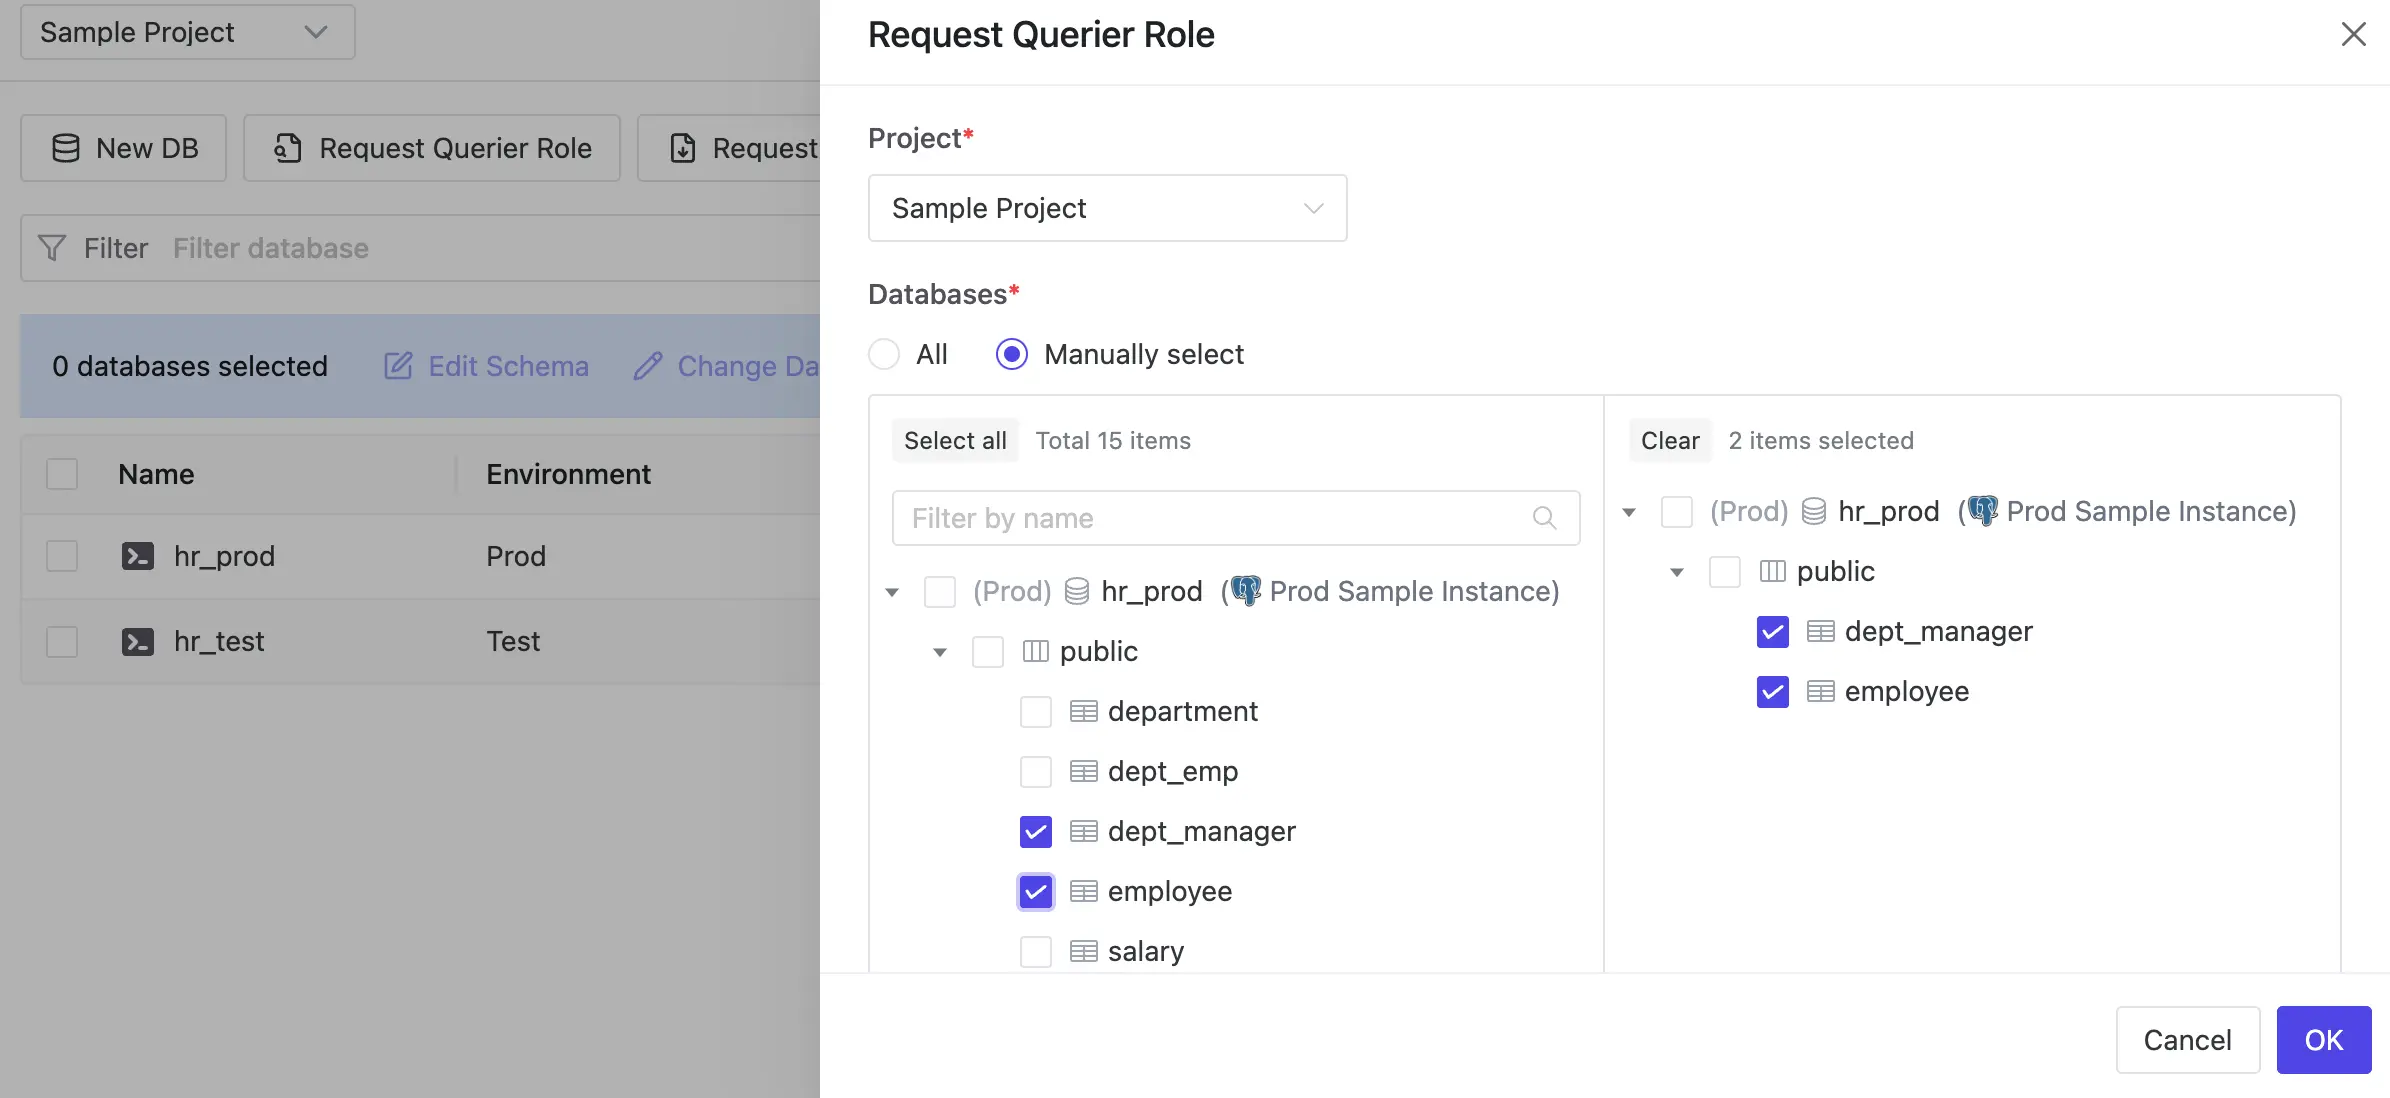 Sample Project
New DB
Request Querier Role
Request
Filter
Filter database
0 databases selected
Edit Schema
Change Da
Name
Environment
hr_prod
Prod
hr_test
Test
Request Querier Role
Project*
Sample Project
Databases*
All
Manually select
Select all
Total 15 items
Filter by name
(Prod) hr_prod (Prod Sample Instance)
public
department
dept_emp
dept_manager
employee
salary
Clear
2 items selected
(Prod) hr_prod (Prod Sample Instance)
public
dept_manager
employee
Cancel
OK